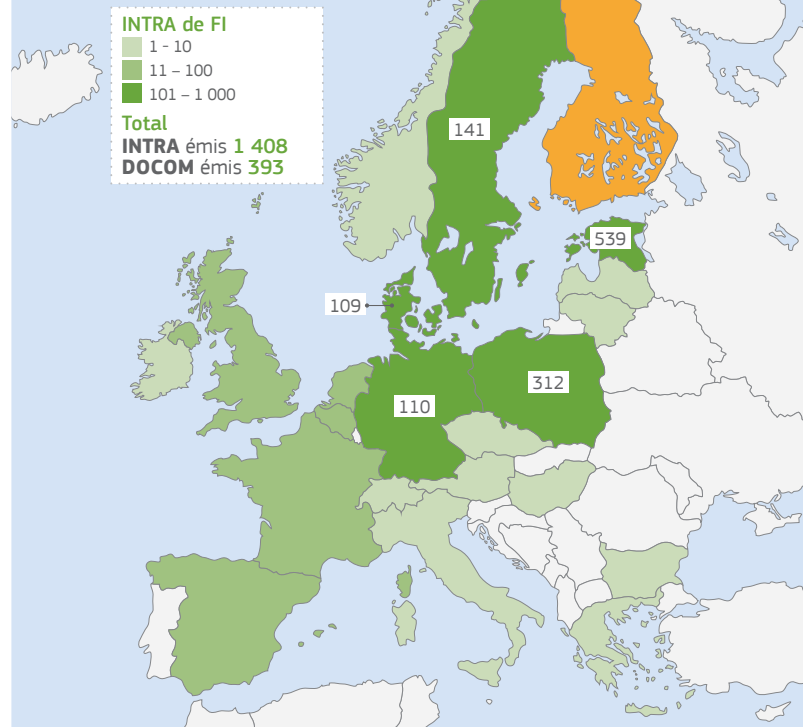 INTRA de FI
1 - 10
11 – 100
101 – 1 000
Total
INTRA émis 1 408
DOCOM émis 393
141
539
109
312
110